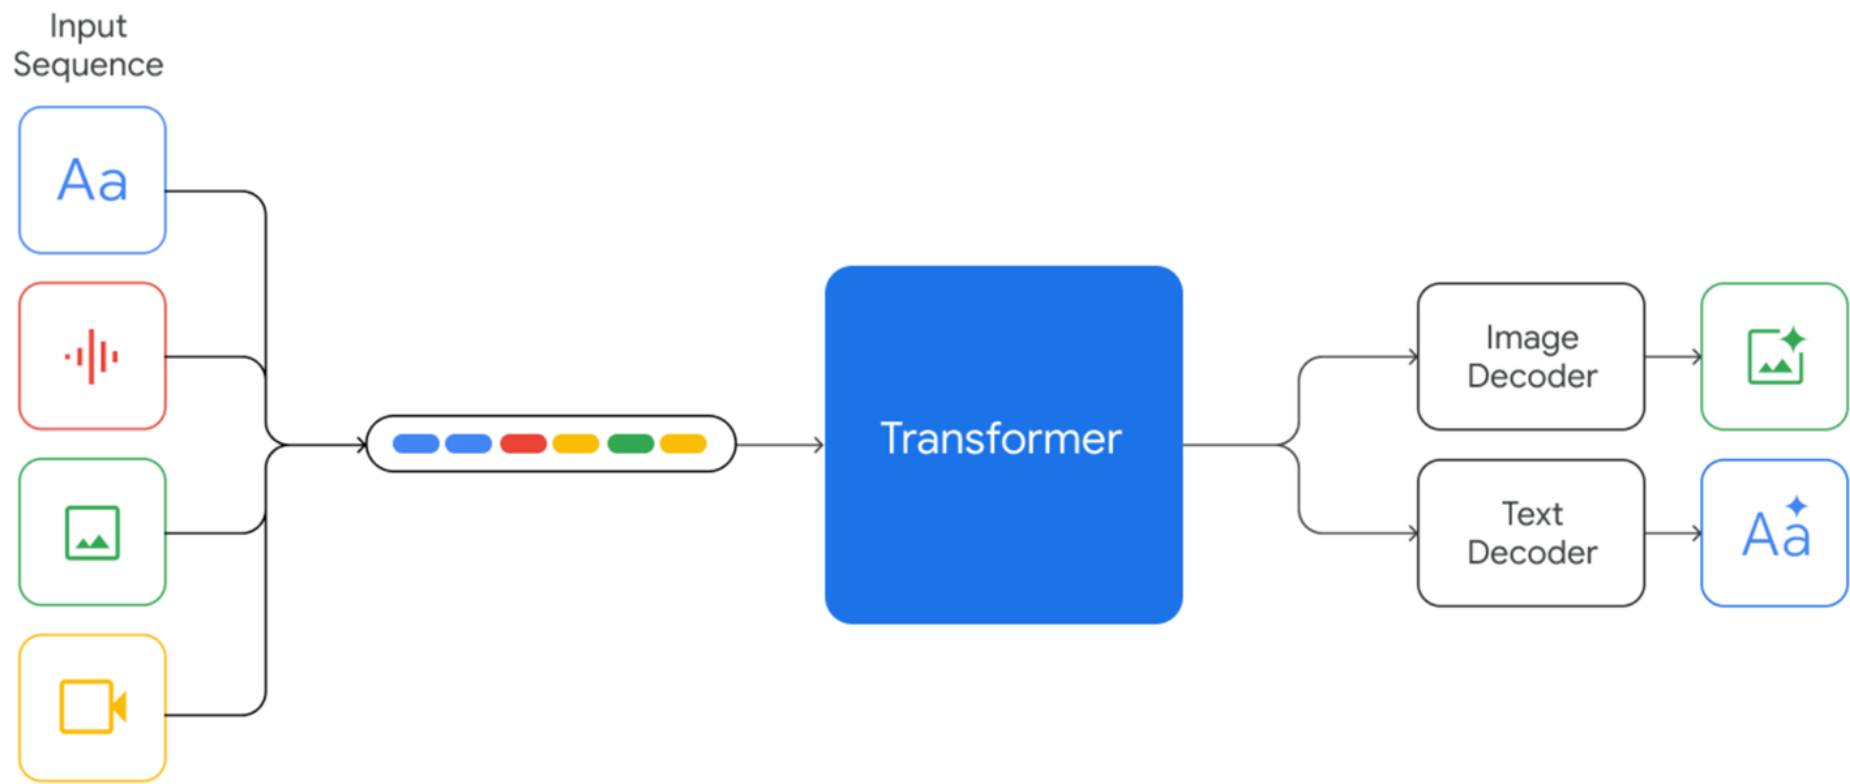 Input
Sequence
Aa
Transformer
Image
Decoder
Text
Decoder
Aa